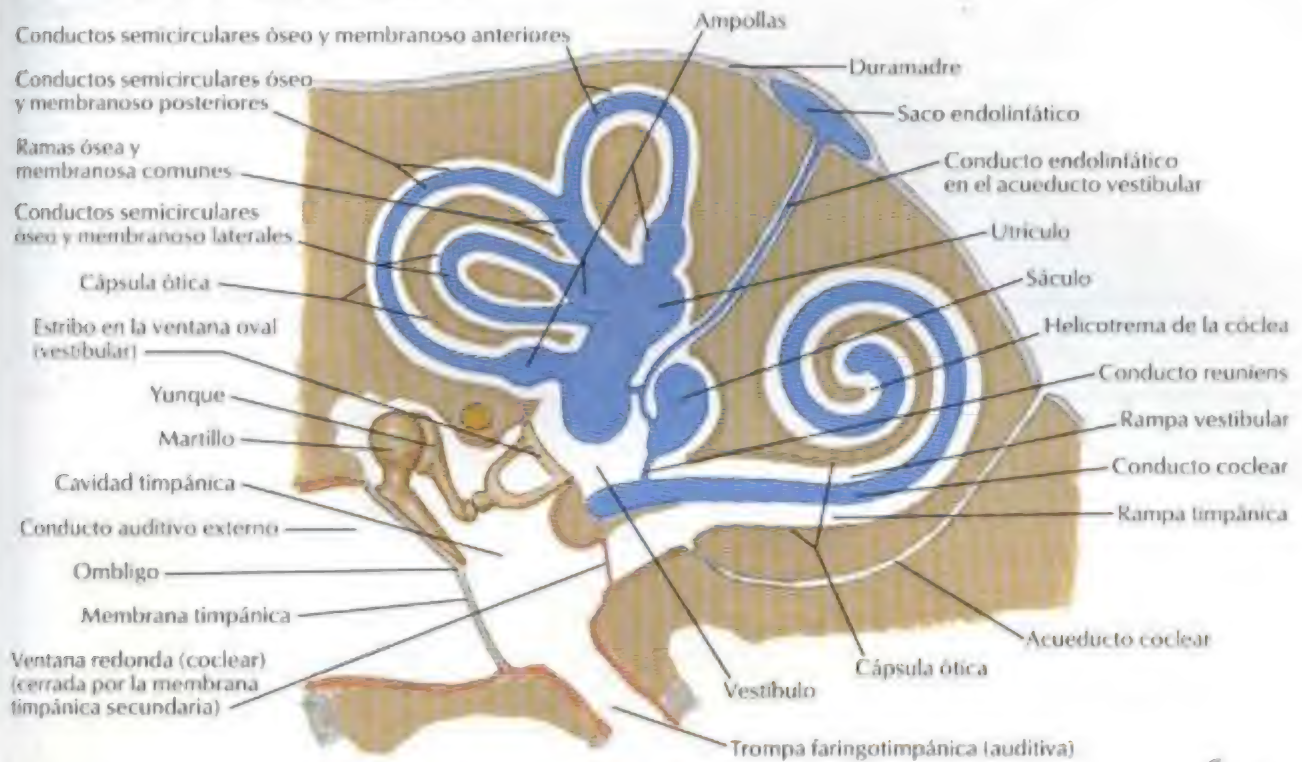 Conductos semicirculares óseo y membranoso anteriores
Conductos semicirculares óseo
y membranoso posteriores
Ramas ósea y
membranosa comunes
Conductos semicirculares
óseo y membranoso laterales
Cápsula ótica
Estribo en la ventana oval
(vestibular)
Yunque
Martillo
Cavidad timpánica
Conducto auditivo externo
Ombligo
Membrana timpánica
Ventana redonda (coclear)
(cerrada por la membrana
timpánica secundaria)
Ampollas
Duramadre
Saco endolinfático
Conducto endolinfático
en el acueducto vestibular
Utrículo
Sáculo
Helicotrema de la cóclea
Conducto reuniens
Rampa vestibular
Conducto coclear
Rampa timpánica
Acueducto coclear
Cápsula ótica
Vestíbulo
Trompa faringotimpánica (auditiva)